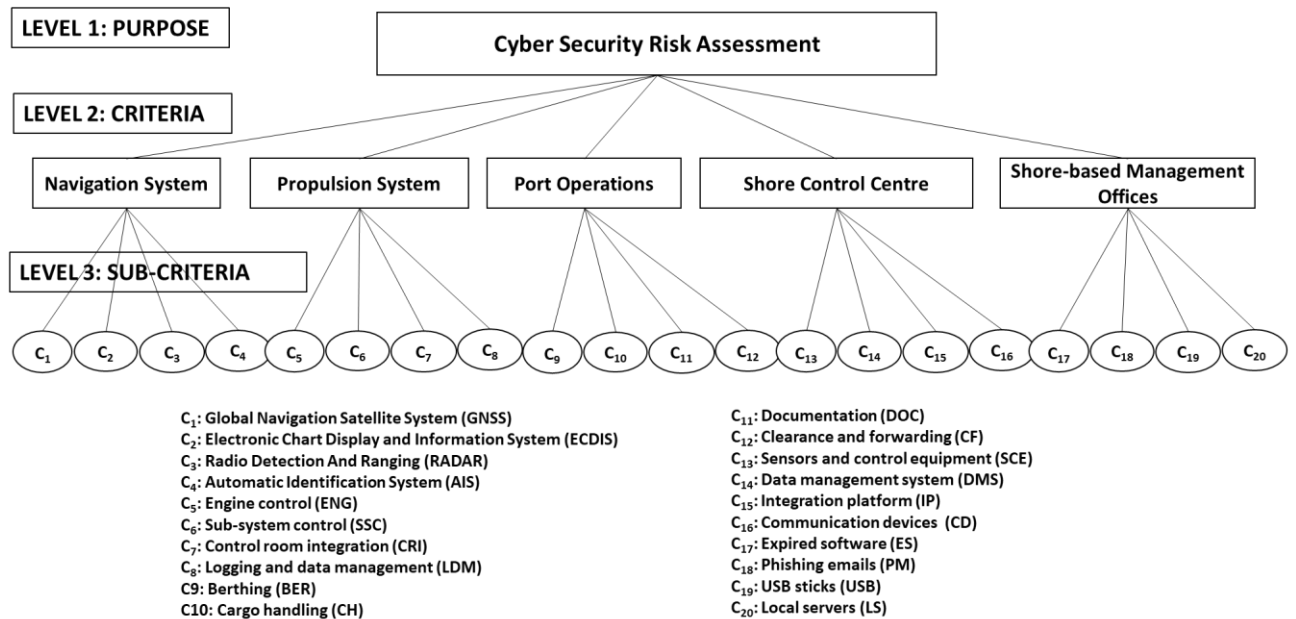 LEVEL 1: PURPOSE
Cyber Security Risk Assessment
LEVEL 2: CRITERIA
Navigation System
Propulsion System
Port Operations
Shore Control Centre
Shore-based Management
Offices
LEVEL 3: SUB-CRITERIA
C₁
C₂
C₃
C₄
C₅
C₆
C₇
C₈
C₉
C₁₀
C₁₁
C₁₂
C₁₃
C₁₄
C₁₅
C₁₆
C₁₇
C₁₈
C₁₉
C₂₀
C₁: Global Navigation Satellite System (GNSS)
C₂: Electronic Chart Display and Information System (ECDIS)
C₃: Radio Detection And Ranging (RADAR)
C₄: Automatic Identification System (AIS)
C₅: Engine control (ENG)
C₆: Sub-system control (SSC)
C₇: Control room integration (CRI)
C₈: Logging and data management (LDM)
C9: Berthing (BER)
C10: Cargo handling (CH)
C₁₁: Documentation (DOC)
C₁₂: Clearance and forwarding (CF)
C₁₃: Sensors and control equipment (SCE)
C₁₄: Data management system (DMS)
C₁₅: Integration platform (IP)
C₁₆: Communication devices (CD)
C₁₇: Expired software (ES)
C₁₈: Phishing emails (PM)
C₁₉: USB sticks (USB)
C₂₀: Local servers (LS)